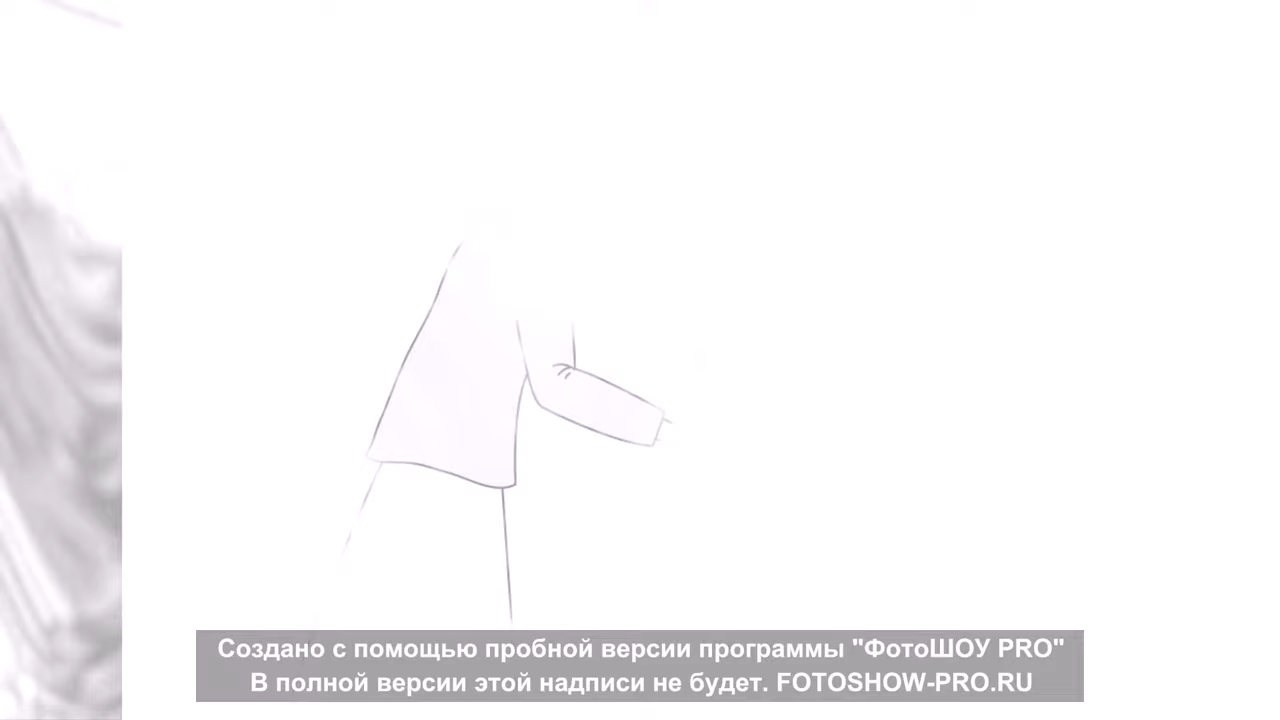 Создано с помощью пробной версии программы "ФотоШОУ PRO"
В полной версии этой надписи не будет. FOTOSHOW-PRO.RU